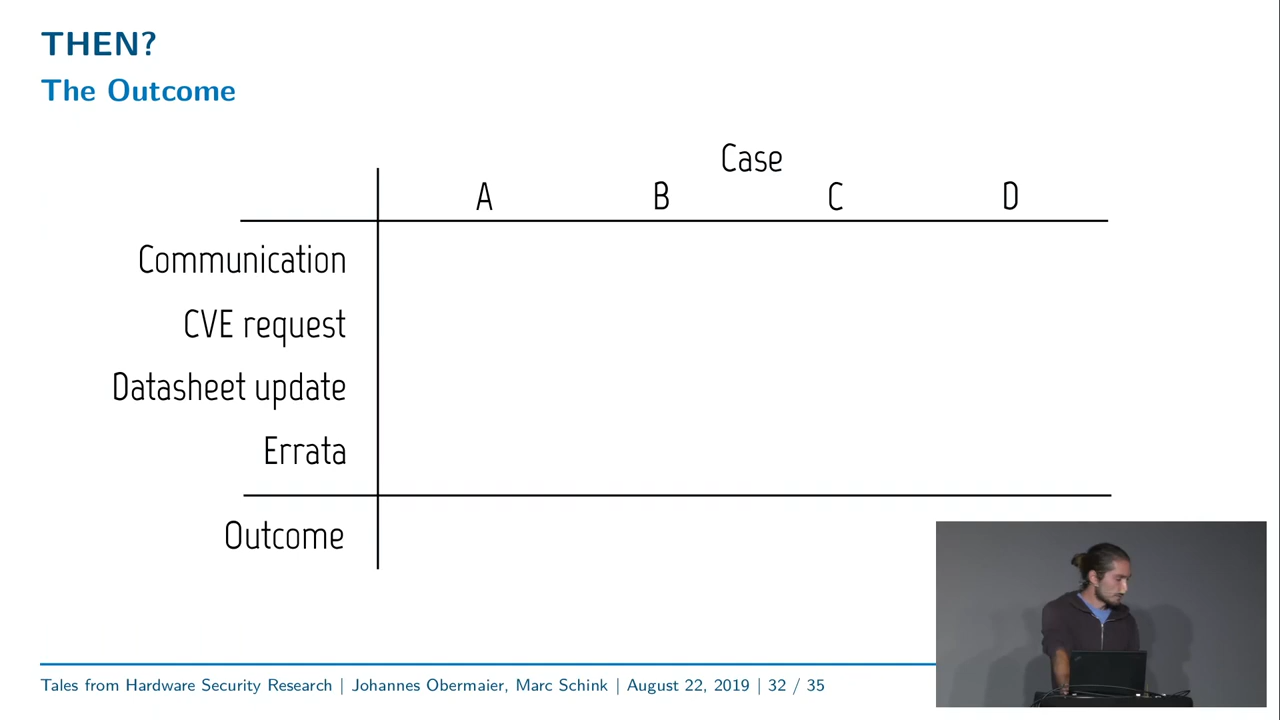 THEN?
The Outcome
Case
A B C D
Communication
CVE request
Datasheet update
Errata
Outcome
Tales from Hardware Security Research | Johannes Obermaier, Marc Schink | August 22, 2019 | 32 / 35